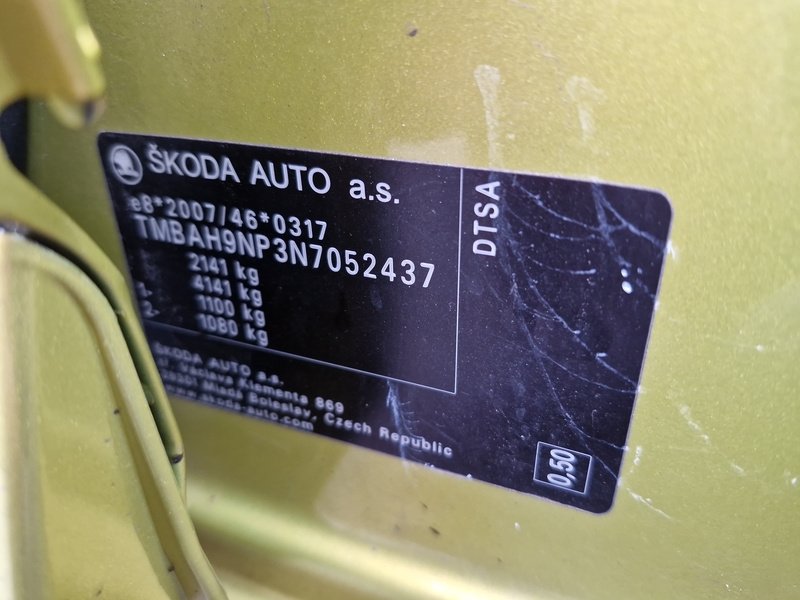 ŠKODA AUTO a.s.
e8*2007/46*0317
TMBAH9NP3N7052437
2141 kg
4141 kg
1- 1100 kg
2- 1080 kg
DTSA
ŠKODA AUTO a.s.
Václava Klementa 869
Mladá Boleslav, Czech Republic
www.skoda-auto.com
0,50